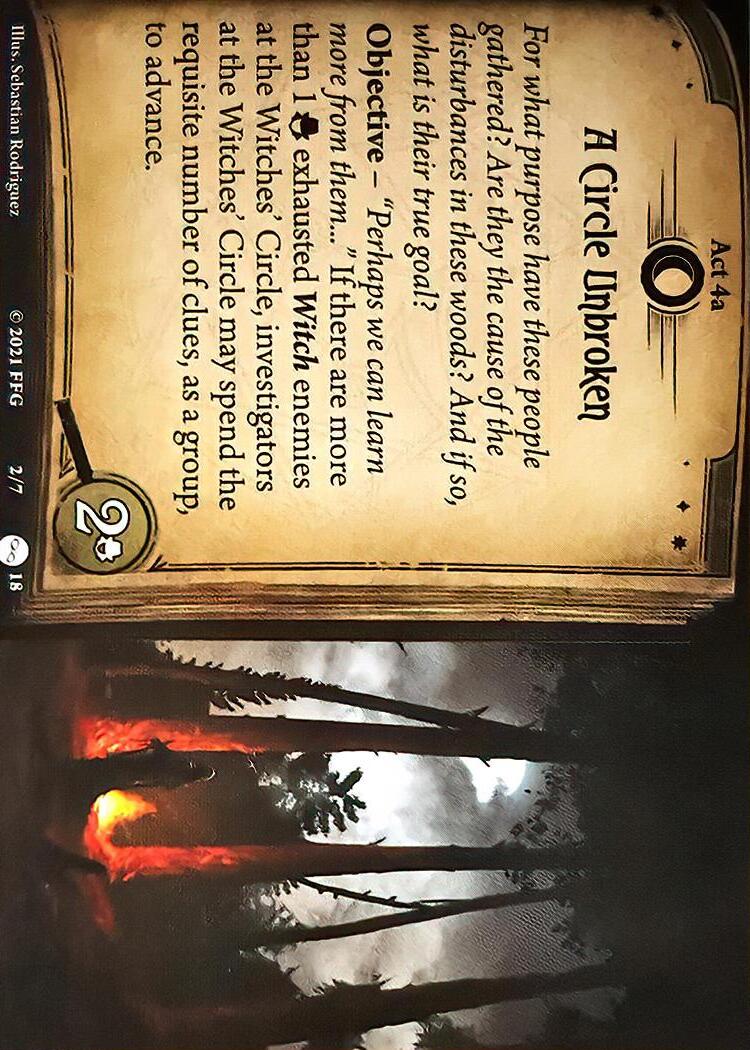 Act 4a
A Circle Unbroken
For what purpose have these people
gathered? Are they the cause of the
disturbances in these woods? And if so,
what is their true goal?
Objective – “Perhaps we can learn
more from them...” If there are more
than 1 exhausted Witch enemies
at the Witches’ Circle, investigators
at the Witches’ Circle may spend the
requisite number of clues, as a group,
to advance.
2
Illus. Sebastian Rodriguez © 2021 FFG 2/7 18